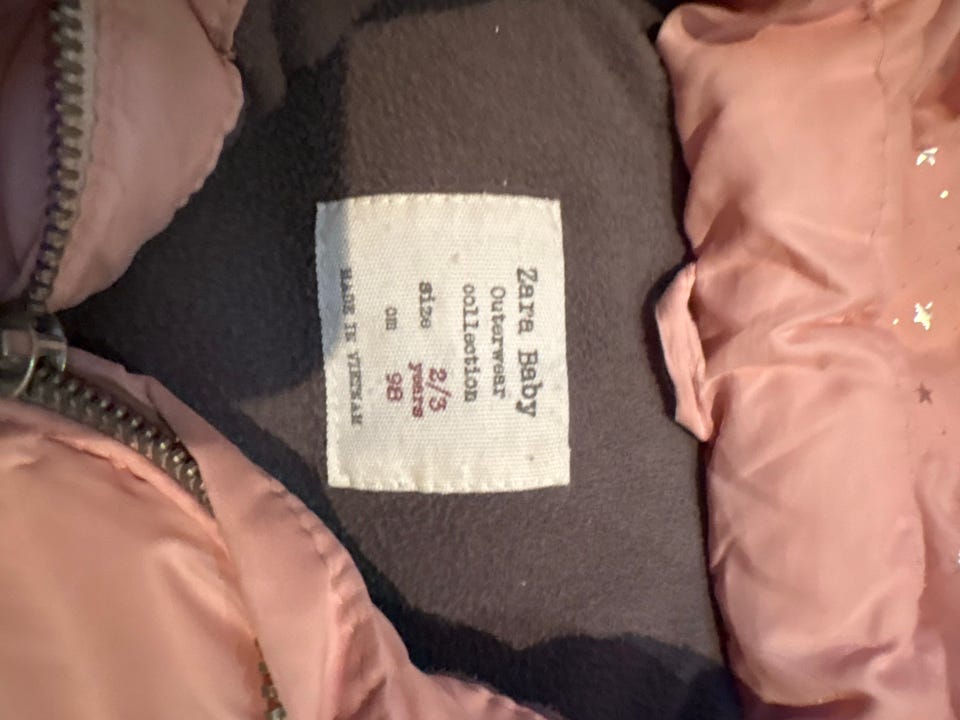 Zara Baby
Outerwear
collection
size 2/3
years
cm 98
MADE IN VIETNAM